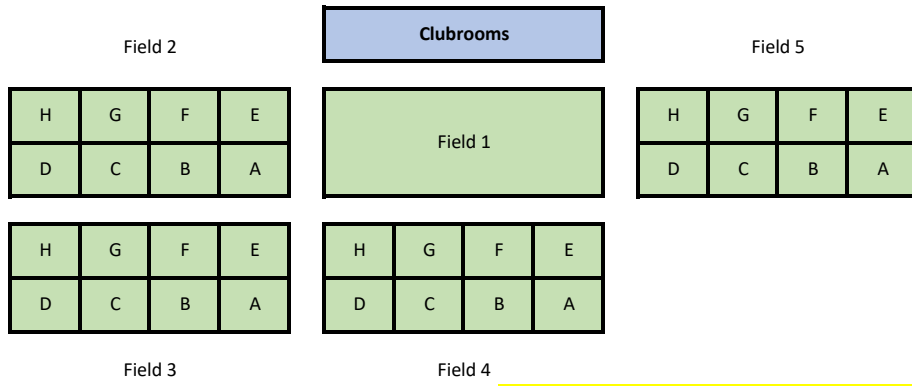 Clubrooms
Field 2
Field 5
H G F E
Field 1
H G F E
D C B A
D C B A
H G F E
H G F E
D C B A
D C B A
Field 3
Field 4